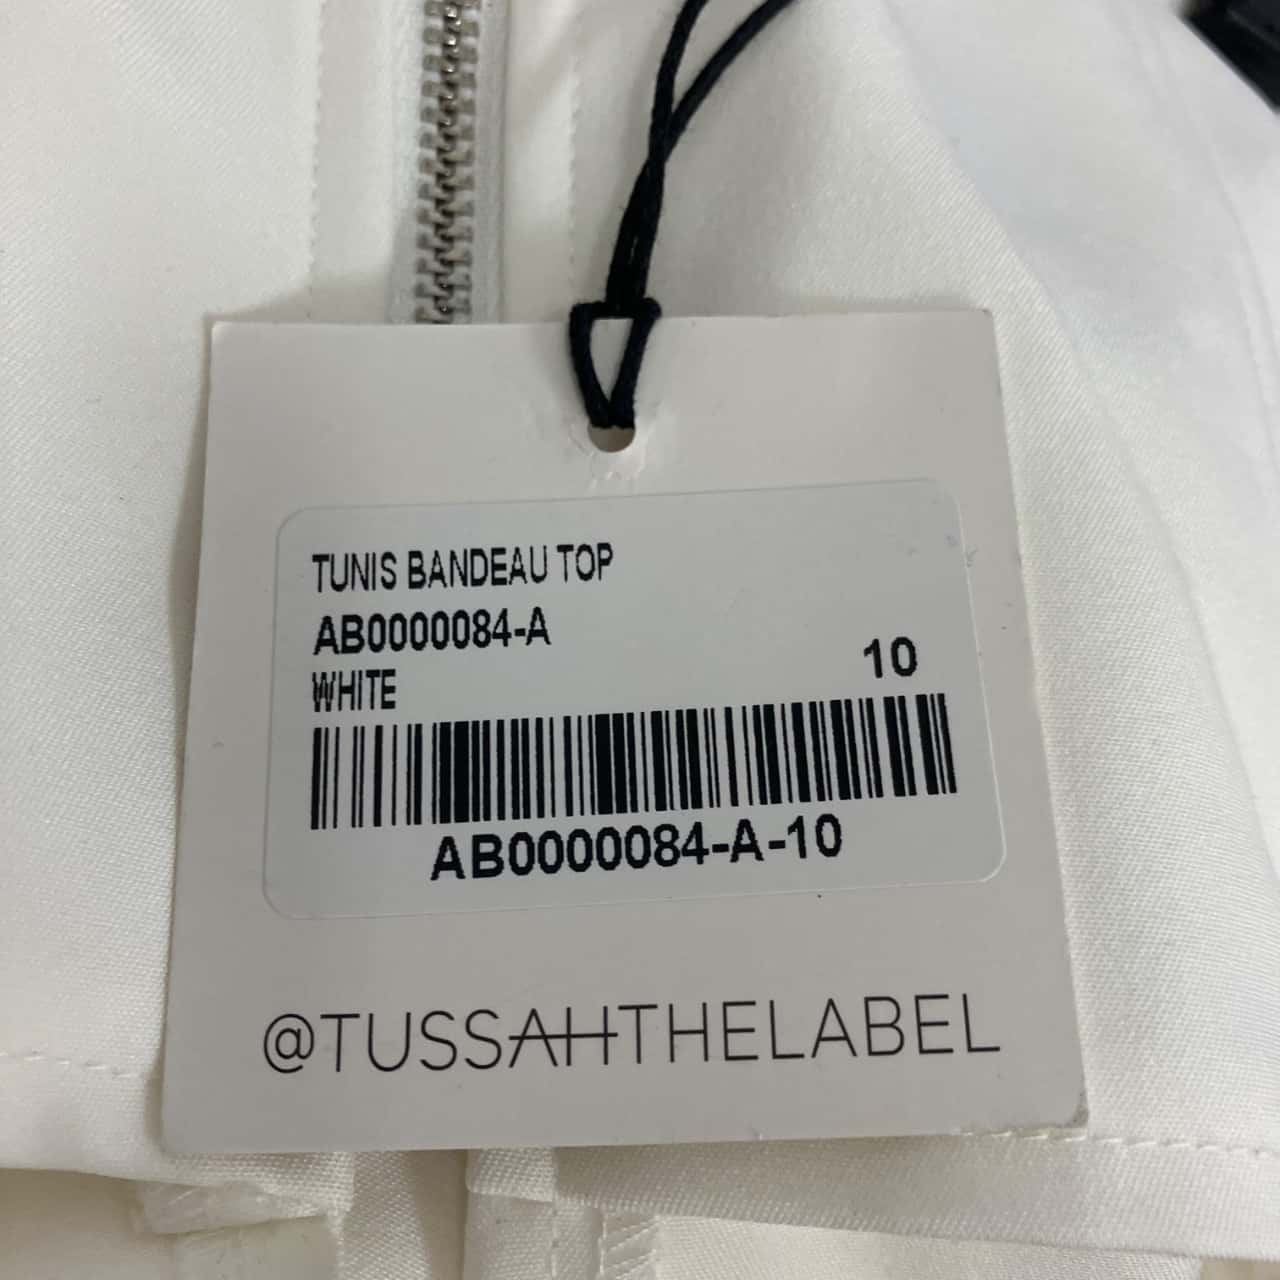 TUNIS BANDEAU TOP
AB0000084-A
WHITE 10
AB0000084-A-10
@TUSSAHTHELABEL